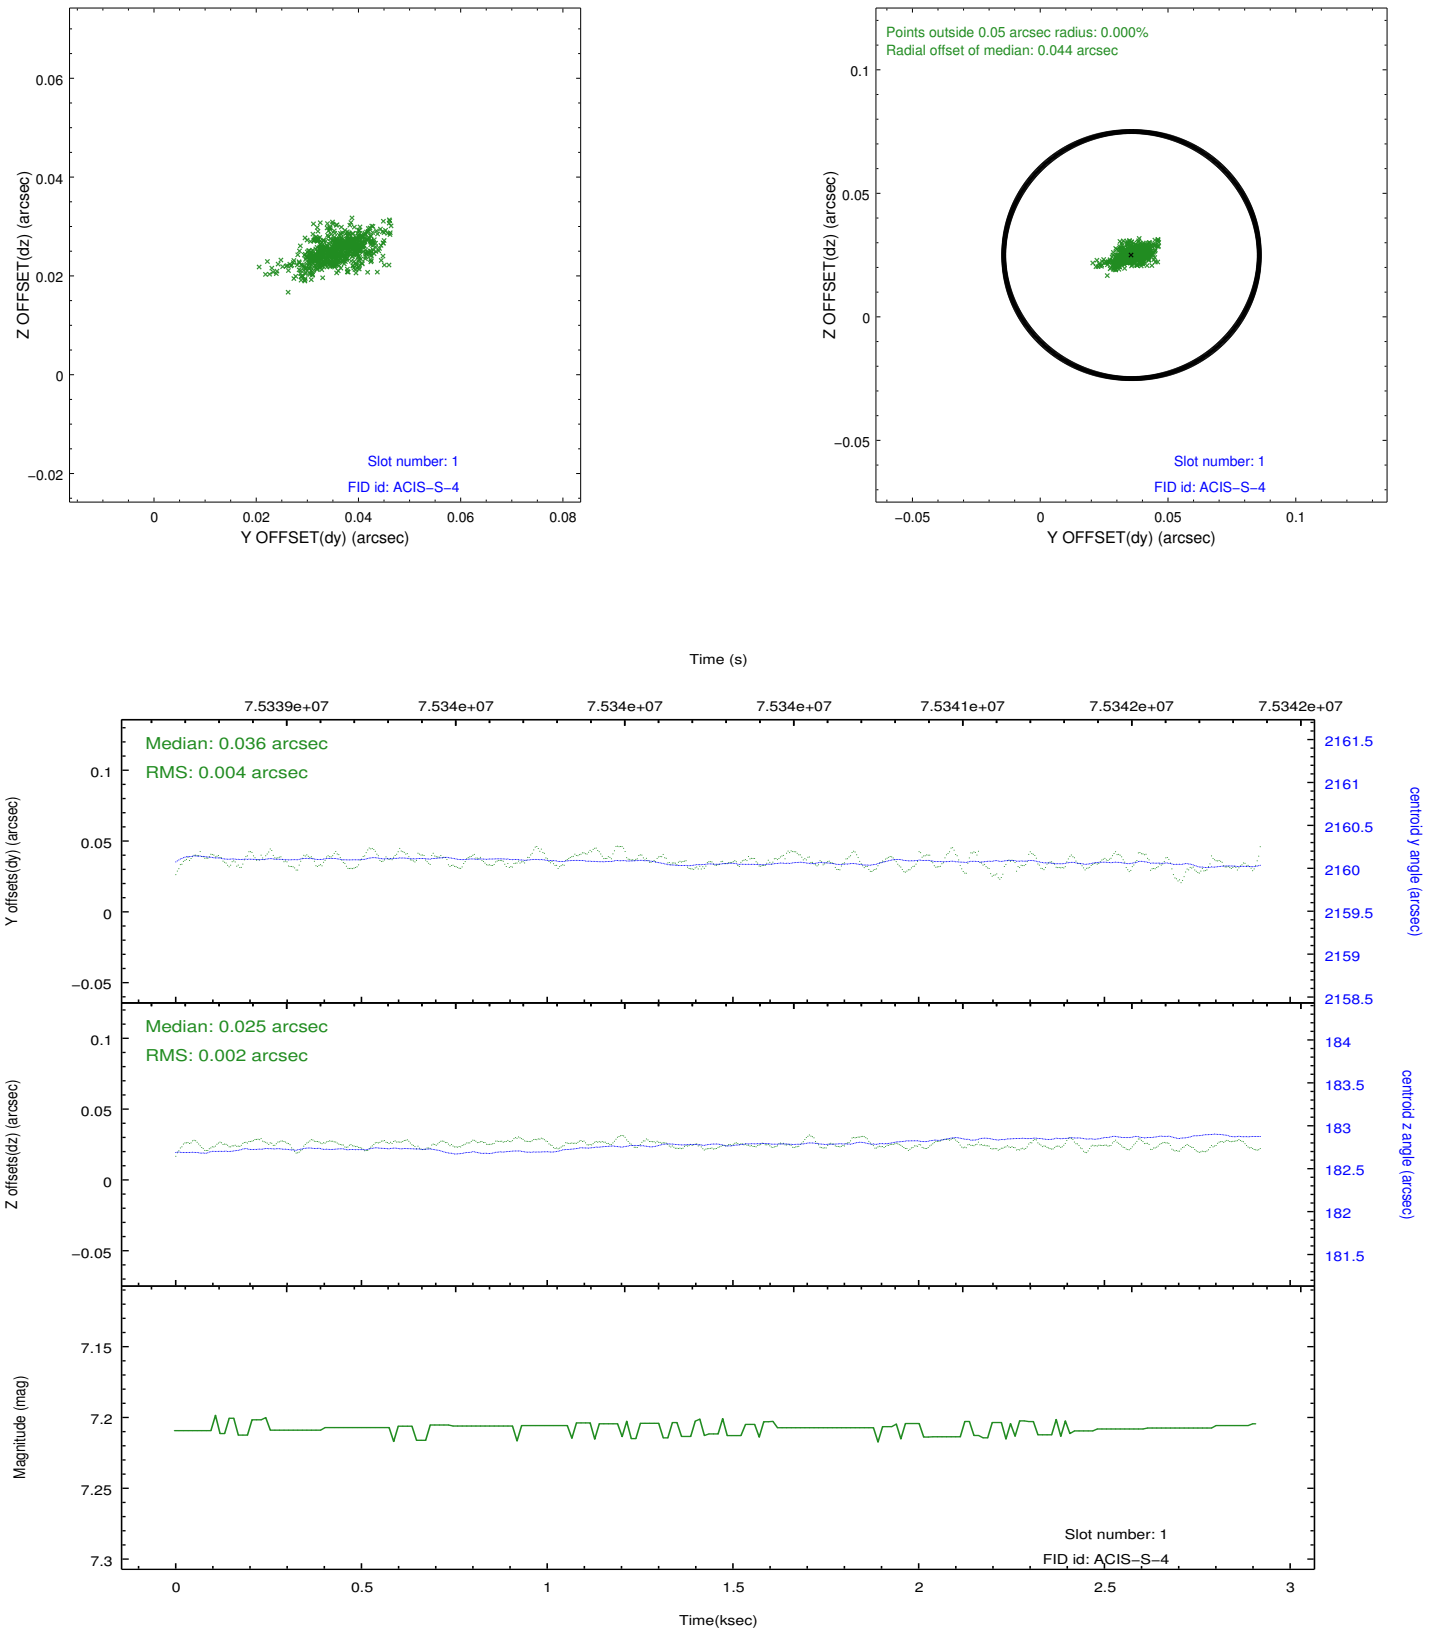 0.06
0.04
0.02
0
−0.02
Z OFFSET(dz) (arcsec)
Slot number: 1
FID id: ACIS−S−4
0 0.02 0.04 0.06 0.08
Y OFFSET(dy) (arcsec)
Points outside 0.05 arcsec radius: 0.000%
Radial offset of median: 0.044 arcsec
0.1
0.05
0
−0.05
Z OFFSET(dz) (arcsec)
Slot number: 1
FID id: ACIS−S−4
−0.05 0 0.05 0.1
Y OFFSET(dy) (arcsec)
Time (s)
7.5339e+07 7.534e+07 7.534e+07 7.534e+07 7.5341e+07 7.5342e+07 7.5342e+07
Median: 0.036 arcsec
RMS: 0.004 arcsec
0.1
0.05
0
−0.05
Y offsets(dy) (arcsec)
2161.5
2161
2160.5
2160
2159.5
2159
2158.5
centroid y angle (arcsec)
Median: 0.025 arcsec
RMS: 0.002 arcsec
0.1
0.05
0
−0.05
Z offsets(dz) (arcsec)
184
183.5
183
182.5
182
181.5
centroid z angle (arcsec)
7.15
7.2
7.25
7.3
Magnitude (mag)
Slot number: 1
FID id: ACIS−S−4
0 0.5 1 1.5 2 2.5 3
Time(ksec)